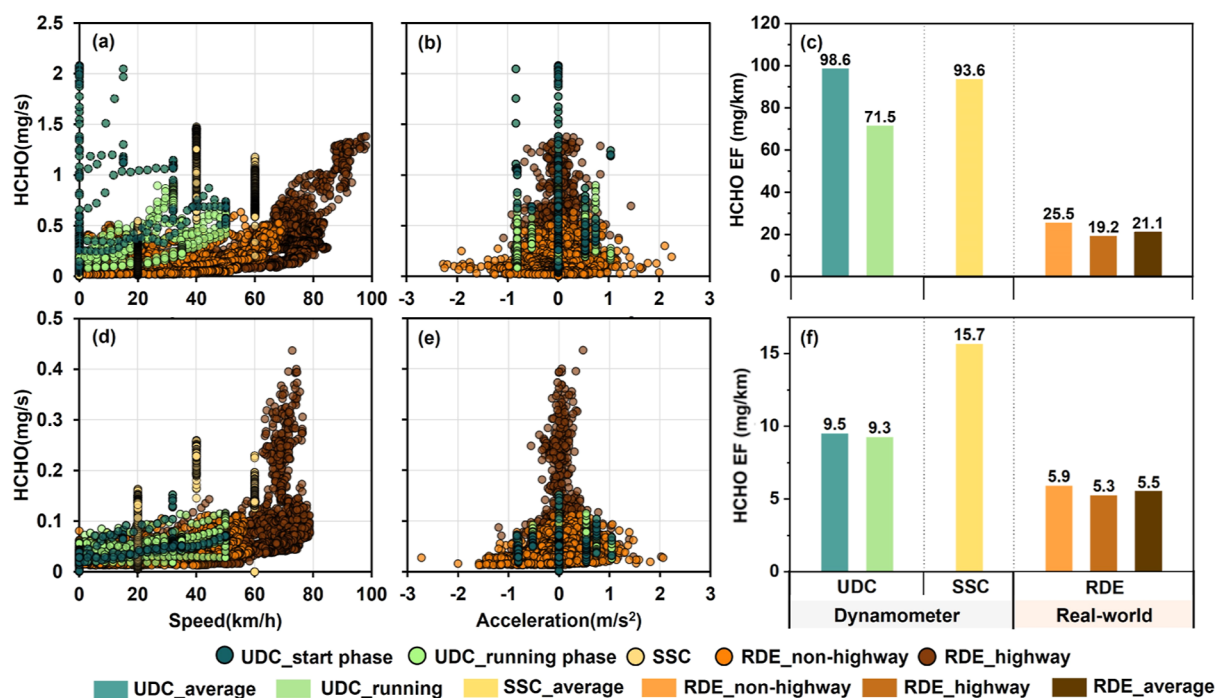 (a)
2.5
2
1.5
1
0.5
0
HCHO(mg/s)
0 20 40 60 80 100
(b)
-3 -2 -1 0 1 2 3
(c)
120
100
80
60
40
20
0
HCHO EF (mg/km)
98.6
71.5
93.6
25.5
19.2
21.1
(d)
0.5
0.4
0.3
0.2
0.1
0
HCHO(mg/s)
0 20 40 60 80 100
Speed(km/h)
(e)
-3 -2 -1 0 1 2 3
Acceleration(m/s²)
(f)
15
10
5
0
HCHO EF (mg/km)
9.5
9.3
15.7
5.9
5.3
5.5
UDC SSC RDE
Dynamometer Real-world
UDC_start phase UDC_running phase SSC RDE_non-highway RDE_highway
UDC_average UDC_running SSC_average RDE_non-highway RDE_highway RDE_average